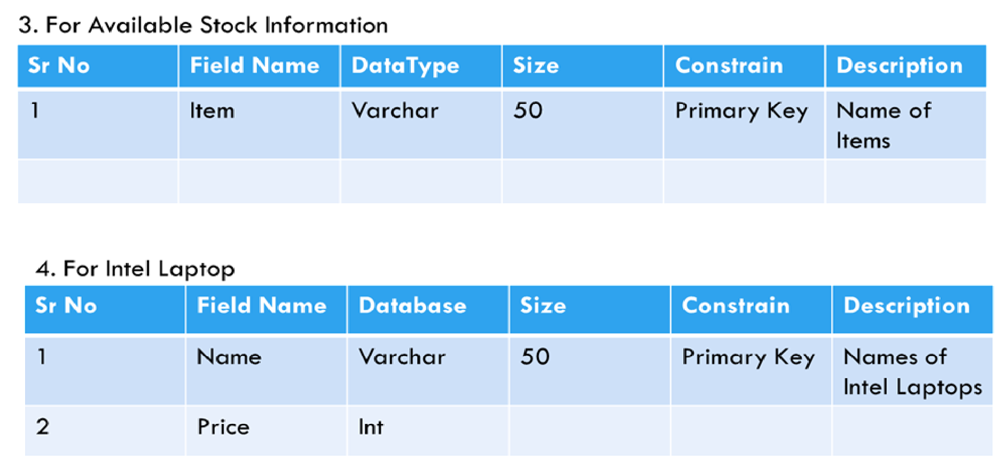 3. For Available Stock Information
Sr No Field Name DataType Size Constrain Description
1 Item Varchar 50 Primary Key Name of
Items
4. For Intel Laptop
Sr No Field Name Database Size Constrain Description
1 Name Varchar 50 Primary Key Names of
Intel Laptops
2 Price Int